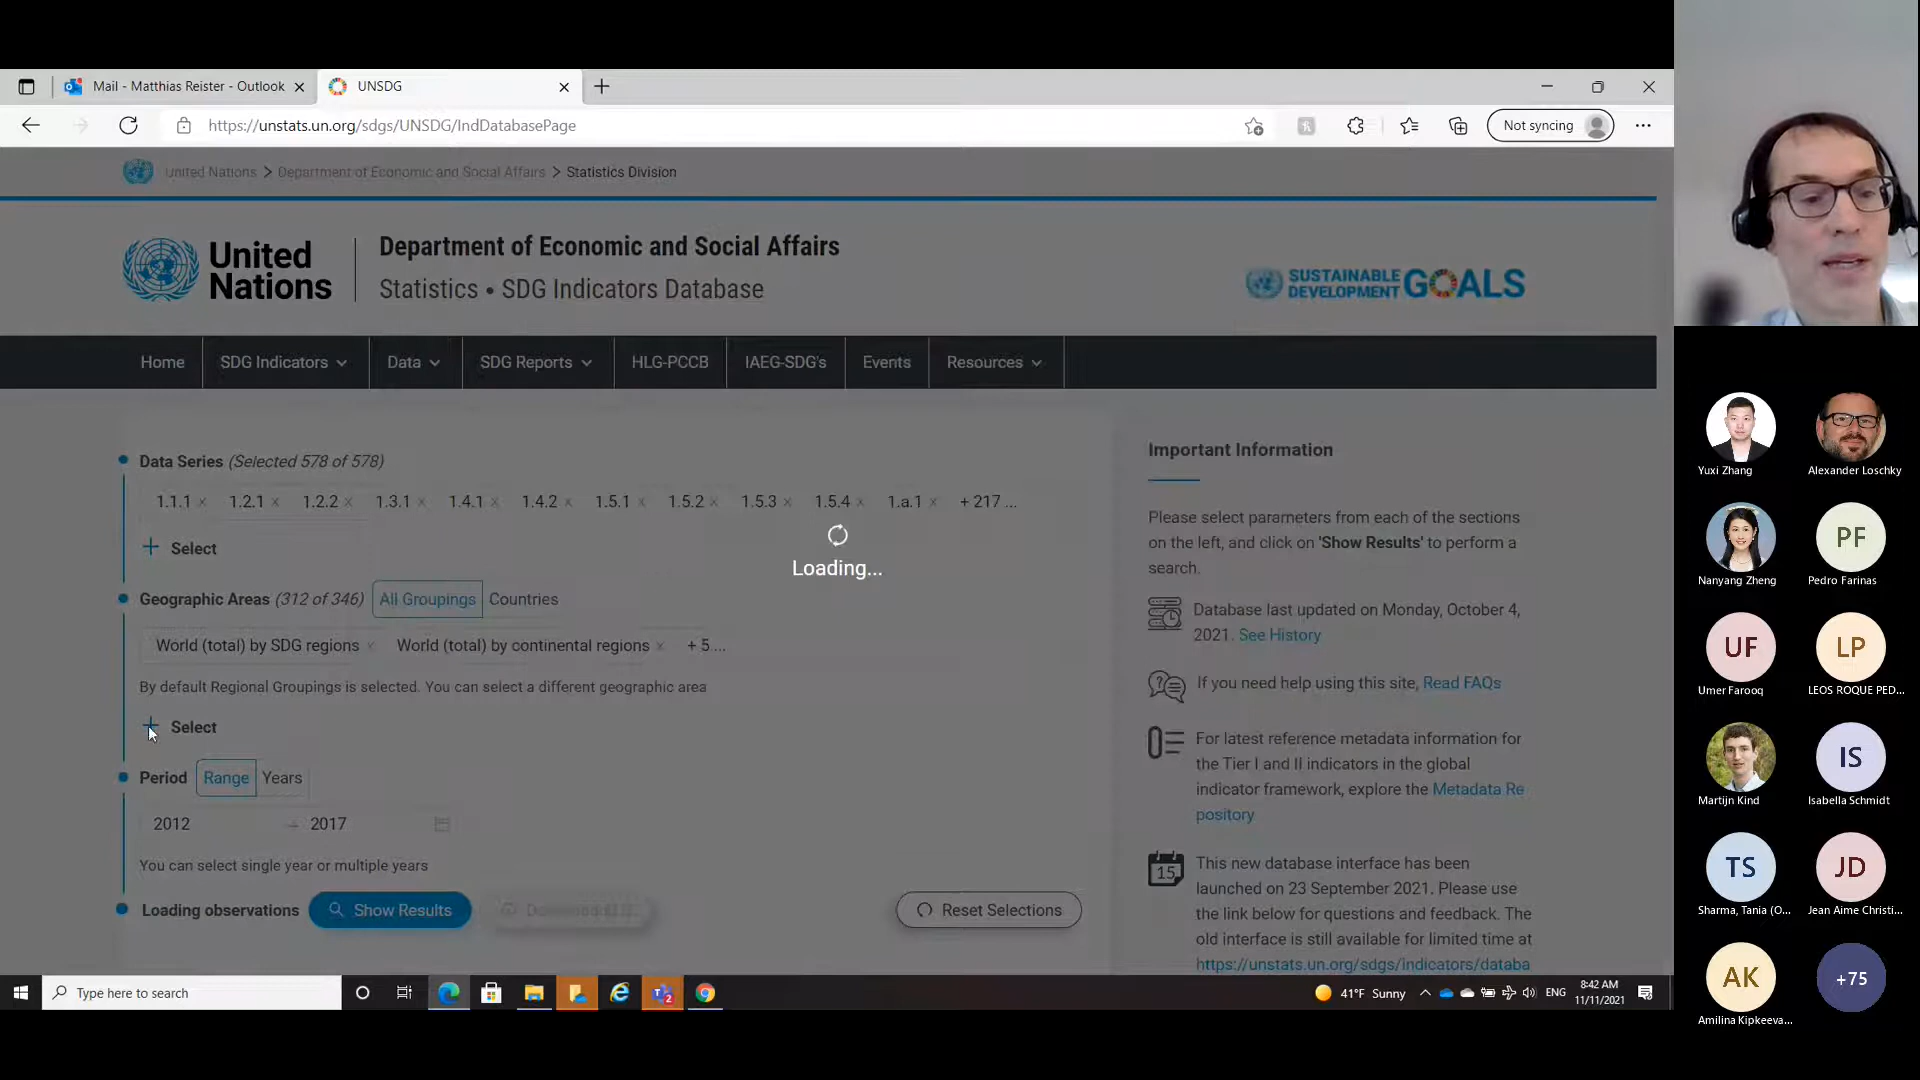 Mail - Matthias Reister - Outlook
UNSDG
https://unstats.un.org/sdgs/UNSDG/IndDatabasePage
Not syncing
United Nations > Department of Economic and Social Affairs > Statistics Division
United
Nations
Department of Economic and Social Affairs
Statistics • SDG Indicators Database
SUSTAINABLE
DEVELOPMENT
GOALS
Home
SDG Indicators
Data
SDG Reports
HLG-PCCB
IAEG-SDG's
Events
Resources
Data Series (Selected 578 of 578)
1.1.1 × 1.2.1 × 1.2.2 × 1.3.1 × 1.4.1 × 1.4.2 × 1.5.1 × 1.5.2 × 1.5.3 × 1.5.4 × 1.a.1 × + 217 ...
+ Select
Loading...
Geographic Areas (312 of 346) All Groupings Countries
World (total) by SDG regions × World (total) by continental regions × + 5 ...
By default Regional Groupings is selected. You can select a different geographic area
+ Select
Period Range Years
2012 → 2017
You can select single year or multiple years
Loading observations
Show Results
Reset Selections
Important Information
Please select parameters from each of the sections
on the left, and click on 'Show Results' to perform a
search.
Database last updated on Monday, October 4,
2021. See History
If you need help using this site, Read FAQs
For latest reference metadata information for
the Tier I and II indicators in the global
indicator framework, explore the Metadata Re
pository
15
This new database interface has been
launched on 23 September 2021. Please use
the link below for questions and feedback. The
old interface is still available for limited time at
https://unstats.un.org/sdgs/indicators/databa
Type here to search
2
41°F Sunny
ENG
8:42 AM
11/11/2021
Yuxi Zhang
Alexander Loschky
Nanyang Zheng
PF
Pedro Farinas
UF
Umer Farooq
LP
LEOS ROQUE PED...
Martijn Kind
IS
Isabella Schmidt
TS
Sharma, Tania (O...
JD
Jean Aime Christi...
AK
Amilina Kipkeeva...
+75